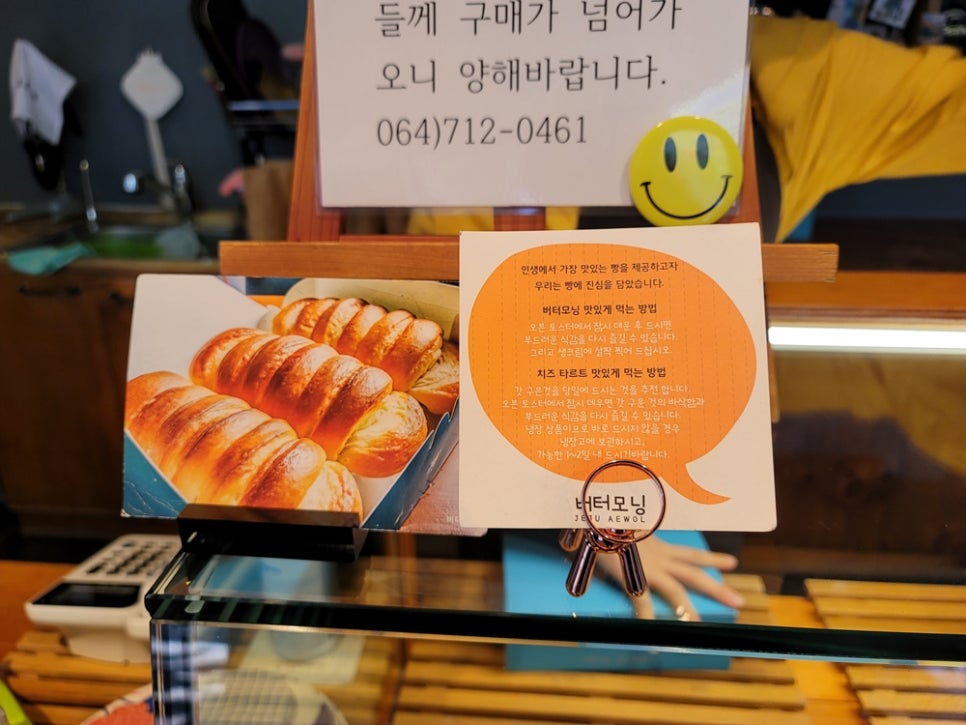 들께 구매가 넘어가
오니 양해바랍니다.
064)712-0461
인생에서 가장 맛있는 빵을 제공하고자
우리는 빵에 진심을 담았습니다.
버터모닝 맛있게 먹는 방법
오븐 토스터에서 잠시 데운 후 드시면
부드러운 식감을 다시 즐길 수 있습니다.
그리고 생크림에 살짝 찍어 드십시오.
치즈 타르트 맛있게 먹는 방법
갓 구은것을 당일에 드시는 것을 추천 합니다.
오븐 토스터에서 잠시 데우면 갓 구운 것의 바삭함과
부드러운 식감을 다시 즐길 수 있습니다.
냉장 상품이므로 바로 드시지 않을 경우
냉장고에 보관하시고,
가능한 1~2일 내 드시기바랍니다.
버터모닝
JEJU AEWOL